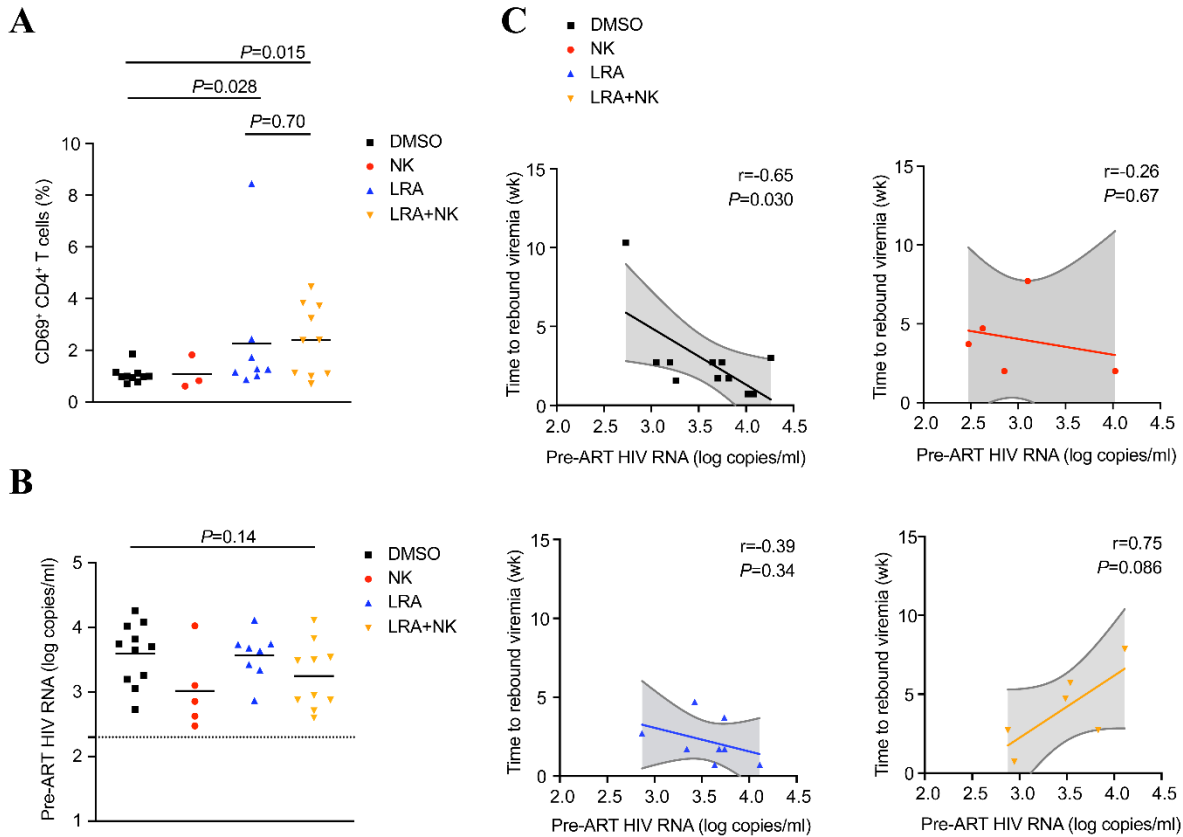 A
P=0.015
P=0.028
P=0.70
10
8
6
4
2
0
CD69⁺ CD4⁺ T cells (%)
DMSO
NK
LRA
LRA+NK
B
P=0.14
5
4
3
2
1
Pre-ART HIV RNA (log copies/ml)
DMSO
NK
LRA
LRA+NK
C
DMSO
NK
LRA
LRA+NK
r=-0.65
P=0.030
15
10
5
0
Time to rebound viremia (wk)
2.0 2.5 3.0 3.5 4.0 4.5
Pre-ART HIV RNA (log copies/ml)
r=-0.26
P=0.67
15
10
5
0
Time to rebound viremia (wk)
2.0 2.5 3.0 3.5 4.0 4.5
Pre-ART HIV RNA (log copies/ml)
r=-0.39
P=0.34
15
10
5
0
Time to rebound viremia (wk)
2.0 2.5 3.0 3.5 4.0 4.5
Pre-ART HIV RNA (log copies/ml)
r=0.75
P=0.086
15
10
5
0
Time to rebound viremia (wk)
2.0 2.5 3.0 3.5 4.0 4.5
Pre-ART HIV RNA (log copies/ml)